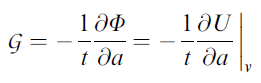 𝒢 = − 1/t ∂Φ/∂a = − 1/t ∂U/∂a |_v